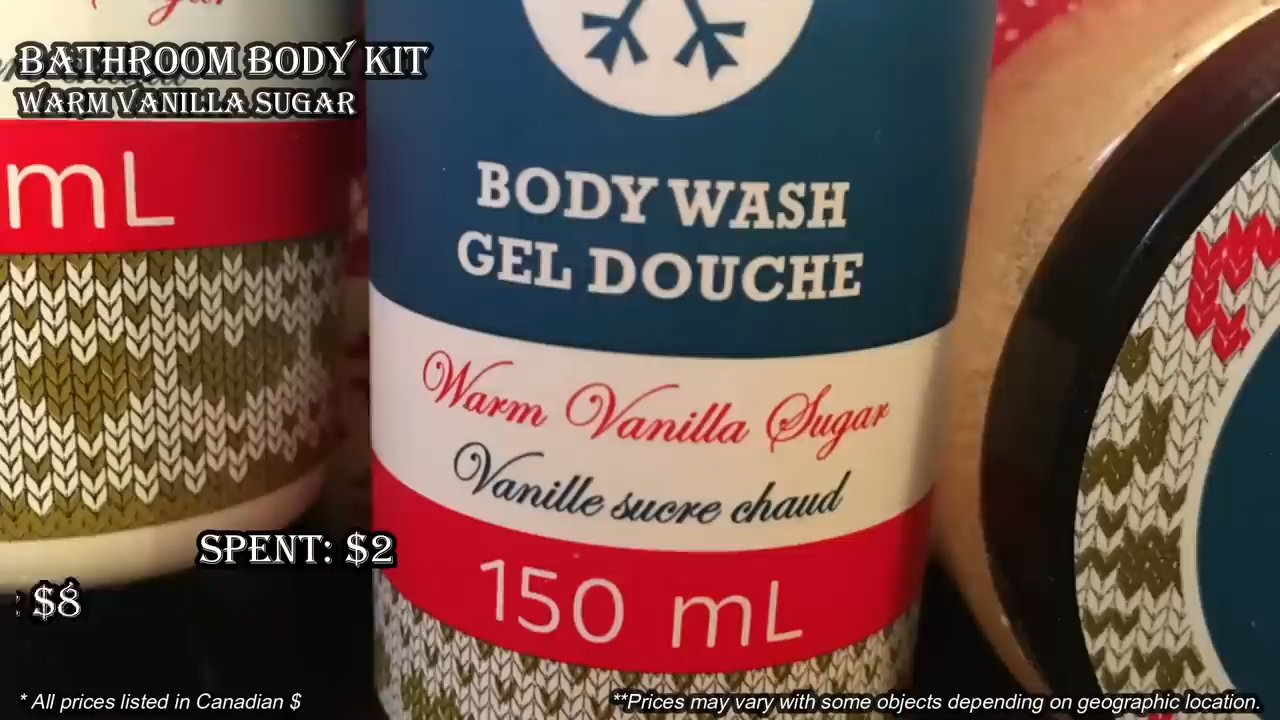 BATHROOM BODY KIT
WARM VANILLA SUGAR
mL
BODY WASH
GEL DOUCHE
Warm Vanilla Sugar
Vanille sucre chaud
150 mL
SPENT: $2
: $8
* All prices listed in Canadian $
**Prices may vary with some objects depending on geographic location.